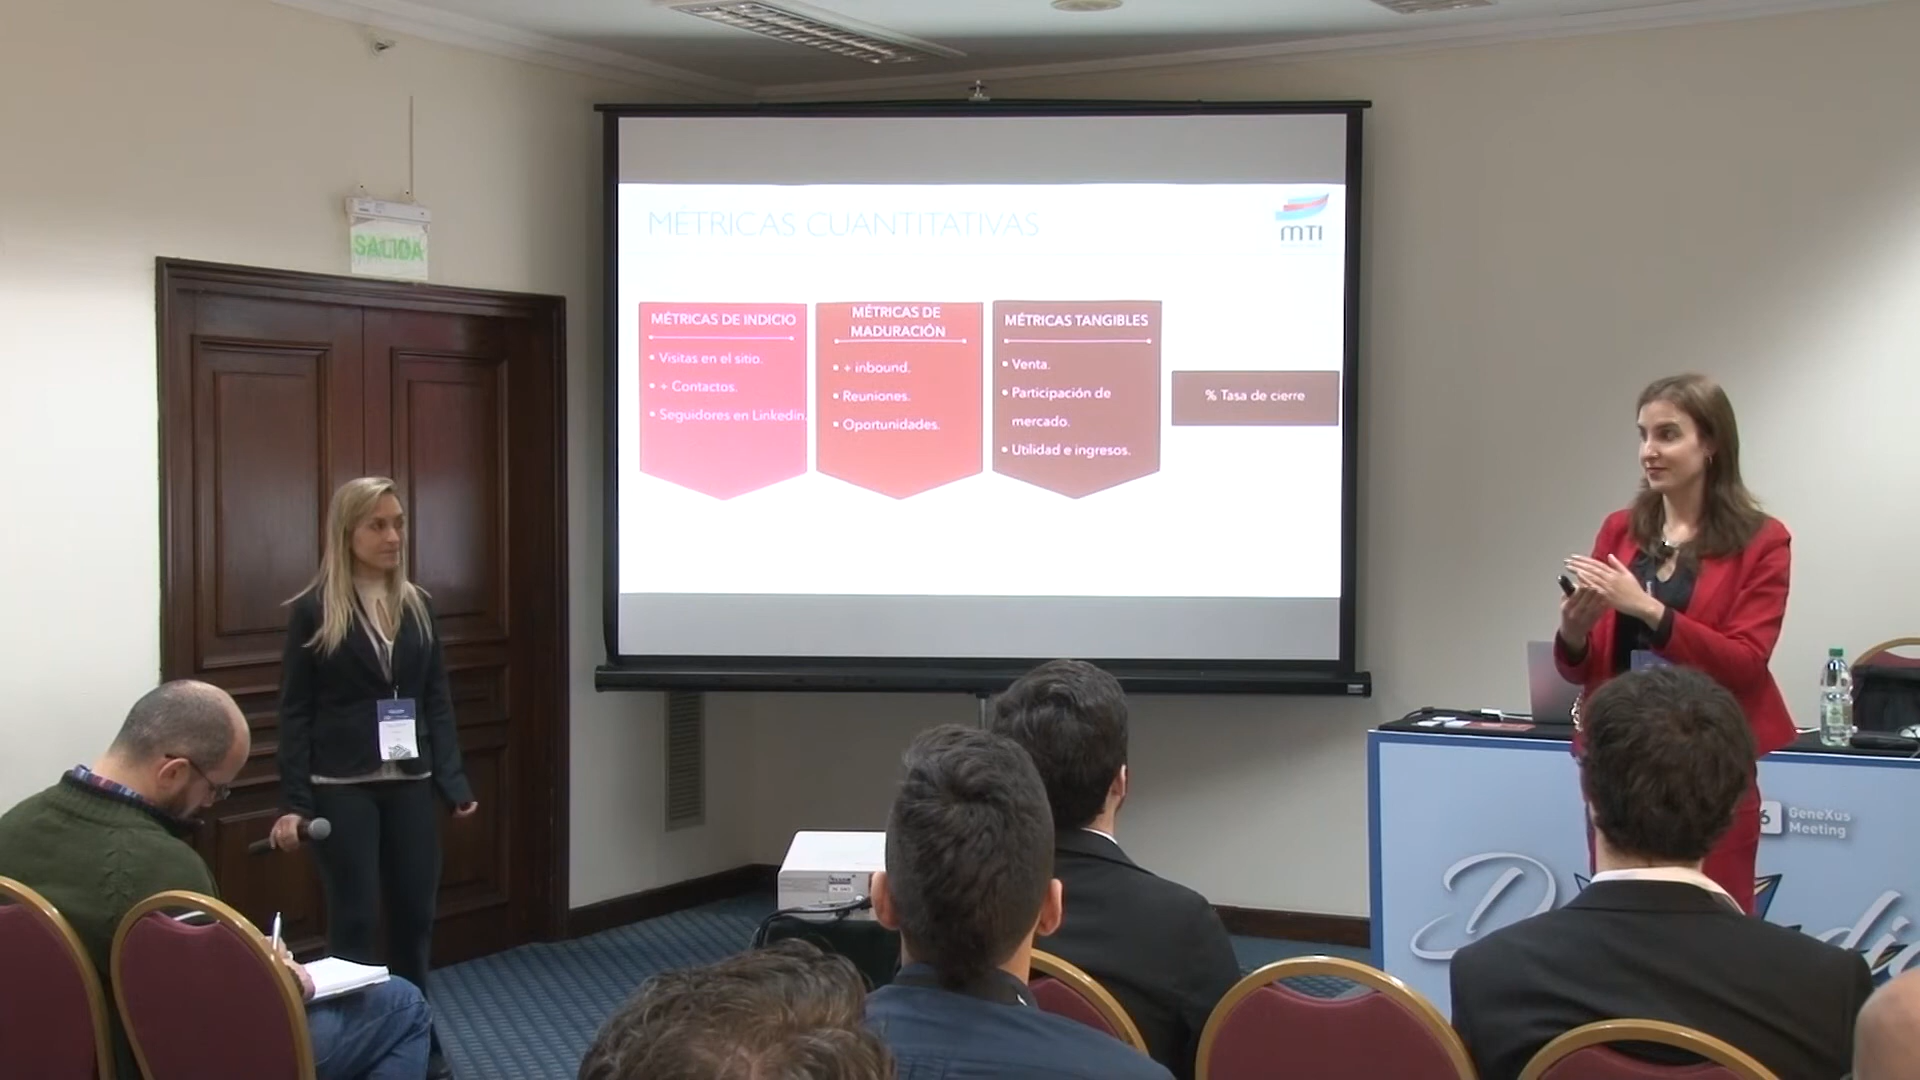 SALIDA
MÉTRICAS CUANTITATIVAS
MTI
MÉTRICAS DE INDICIO
• Visitas en el sitio.
• + Contactos.
• Seguidores en Linkedin.
MÉTRICAS DE
MADURACIÓN
• + inbound.
• Reuniones.
• Oportunidades.
MÉTRICAS TANGIBLES
• Venta.
• Participación de
mercado.
• Utilidad e ingresos.
% Tasa de cierre
6
GeneXus
Meeting